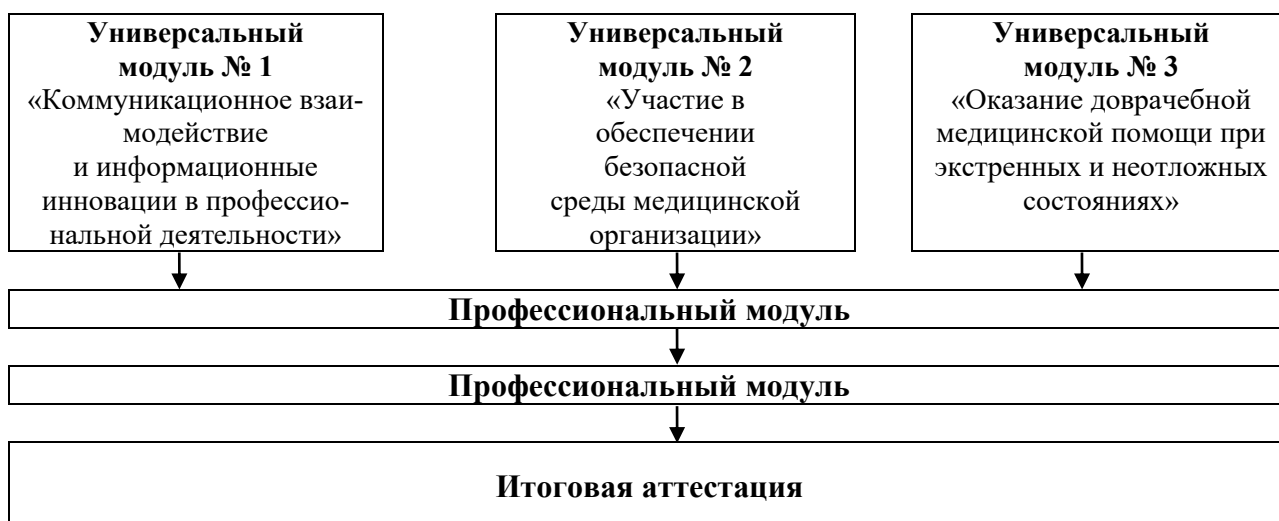 Универсальный
модуль № 1
«Коммуникационное взаи-
модействие
и информационные
инновации в профессио-
нальной деятельности»
Универсальный
модуль № 2
«Участие в
обеспечении
безопасной
среды медицинской
организации»
Универсальный
модуль № 3
«Оказание доврачебной
медицинской помощи при
экстренных и неотложных
состояниях»
Профессиональный модуль
Профессиональный модуль
Итоговая аттестация